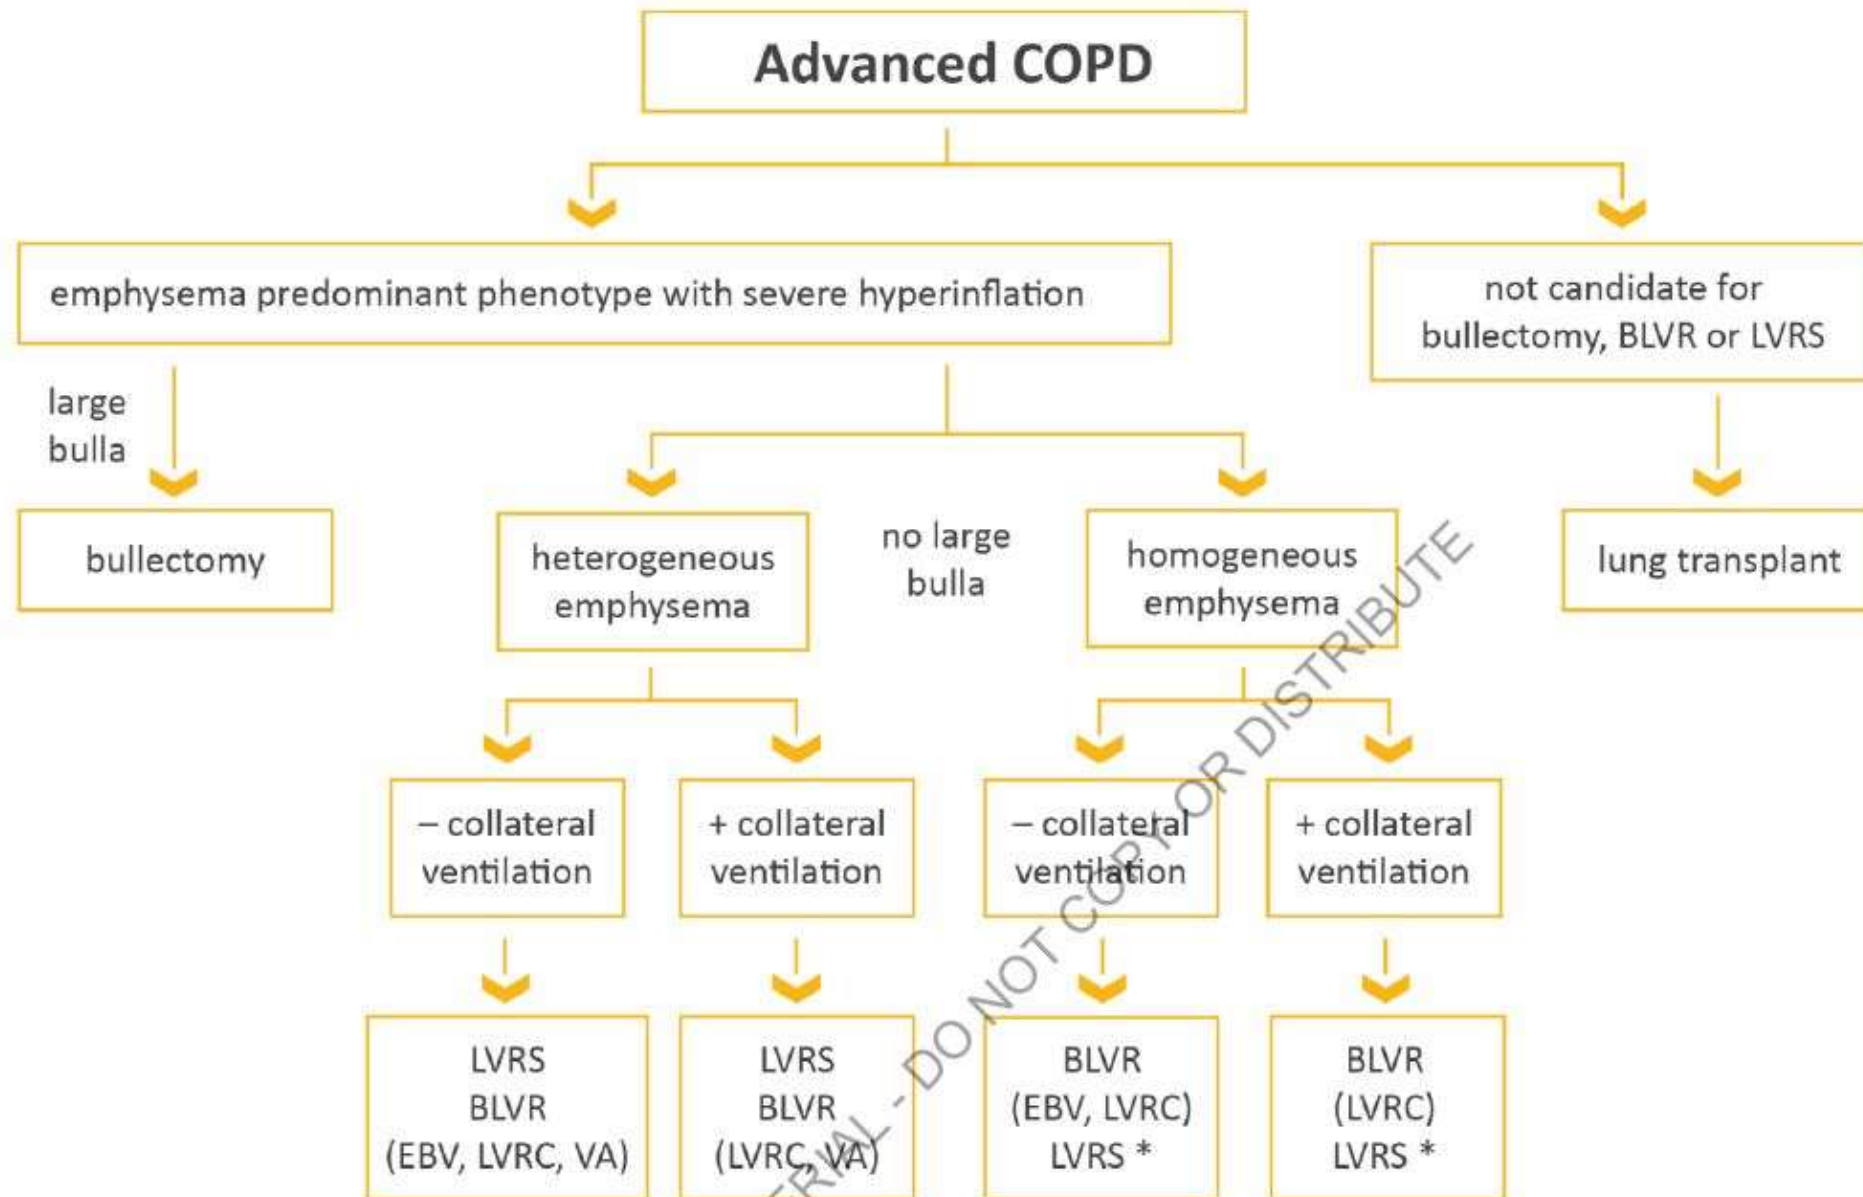 Advanced COPD
emphysema predominant phenotype with severe hyperinflation
not candidate for
bullectomy, BLVR or LVRS
large
bulla
bullectomy
heterogeneous
emphysema
no large
bulla
homogeneous
emphysema
lung transplant
– collateral
ventilation
+ collateral
ventilation
– collateral
ventilation
+ collateral
ventilation
LVRS
BLVR
(EBV, LVRC, VA)
LVRS
BLVR
(LVRC, VA)
BLVR
(EBV, LVRC)
LVRS *
BLVR
(LVRC)
LVRS *
- DO NOT COPY OR DISTRIBUTE